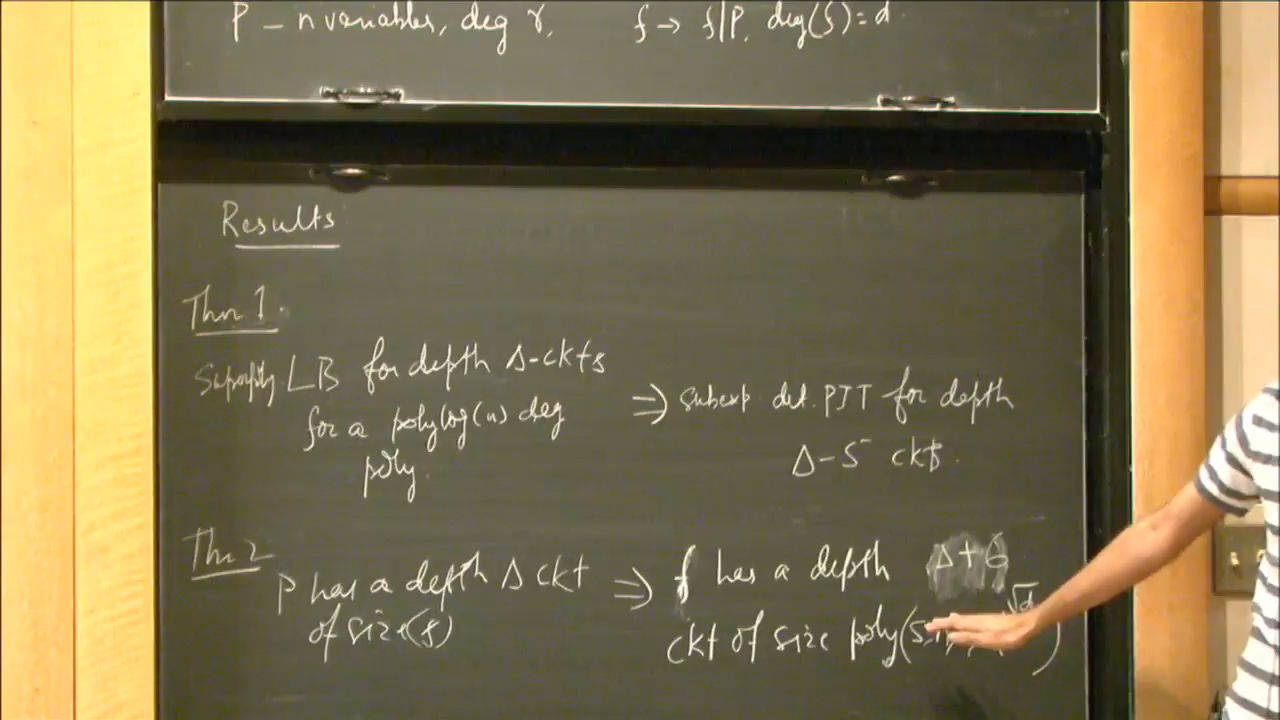 P – n variables, deg r, f → f|P, deg(f)=d
Results
Thm 1.
Superpoly LB for depth Δ-ckts
for a polylog(n) deg
poly.
⇒ subexp. det. PIT for depth
Δ-5 ckts.
Thm 2
P has a depth Δ ckt
of size(s)
⇒ f has a depth Δ+
ckt of size poly(s, √d)